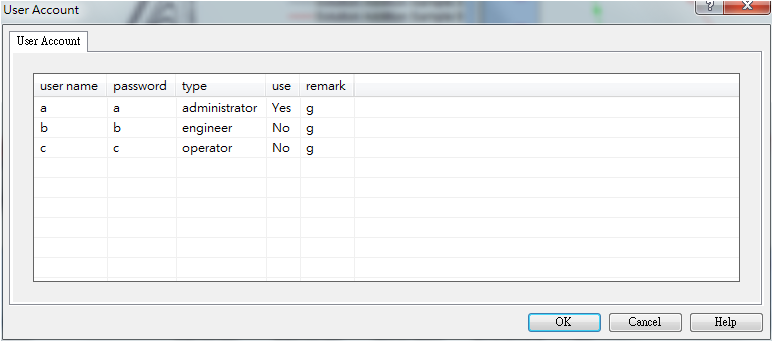 User Account
?
User Account
user name password type use remark
a a administrator Yes g
b b engineer No g
c c operator No g
OK Cancel Help